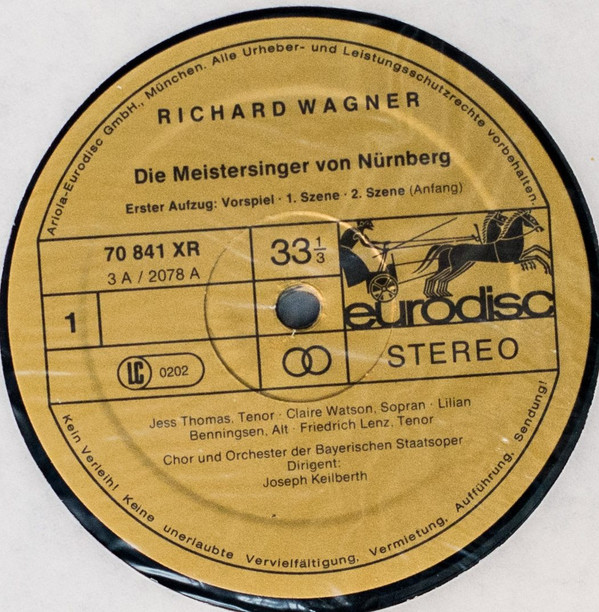 Ariola-Eurodisc GmbH., München. Alle Urheber- und Leistungsschutzrechte vorbehalten.
RICHARD WAGNER
Die Meistersinger von Nürnberg
Erster Aufzug: Vorspiel · 1. Szene · 2. Szene (Anfang)
70 841 XR
3 A / 2078 A
33 1/3
eurodisc
1
LC 0202
STEREO
Jess Thomas, Tenor · Claire Watson, Sopran · Lilian
Benningsen, Alt · Friedrich Lenz, Tenor
Chor und Orchester der Bayerischen Staatsoper
Dirigent:
Joseph Keilberth
Kein Verleih! Keine unerlaubte Vervielfältigung, Vermietung, Aufführung, Sendung!